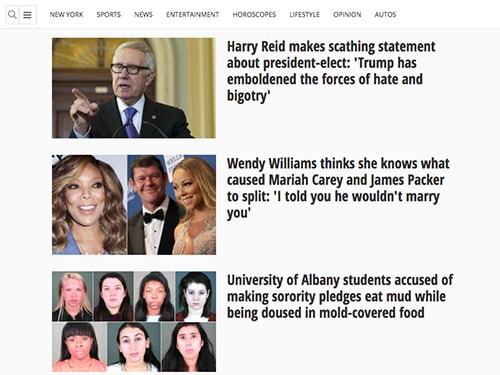 NEW YORK SPORTS NEWS ENTERTAINMENT HOROSCOPES LIFESTYLE OPINION AUTOS
Harry Reid makes scathing statement
about president-elect: 'Trump has
emboldened the forces of hate and
bigotry'
Wendy Williams thinks she knows what
caused Mariah Carey and James Packer
to split: 'I told you he wouldn't marry
you'
University of Albany students accused of
making sorority pledges eat mud while
being doused in mold-covered food